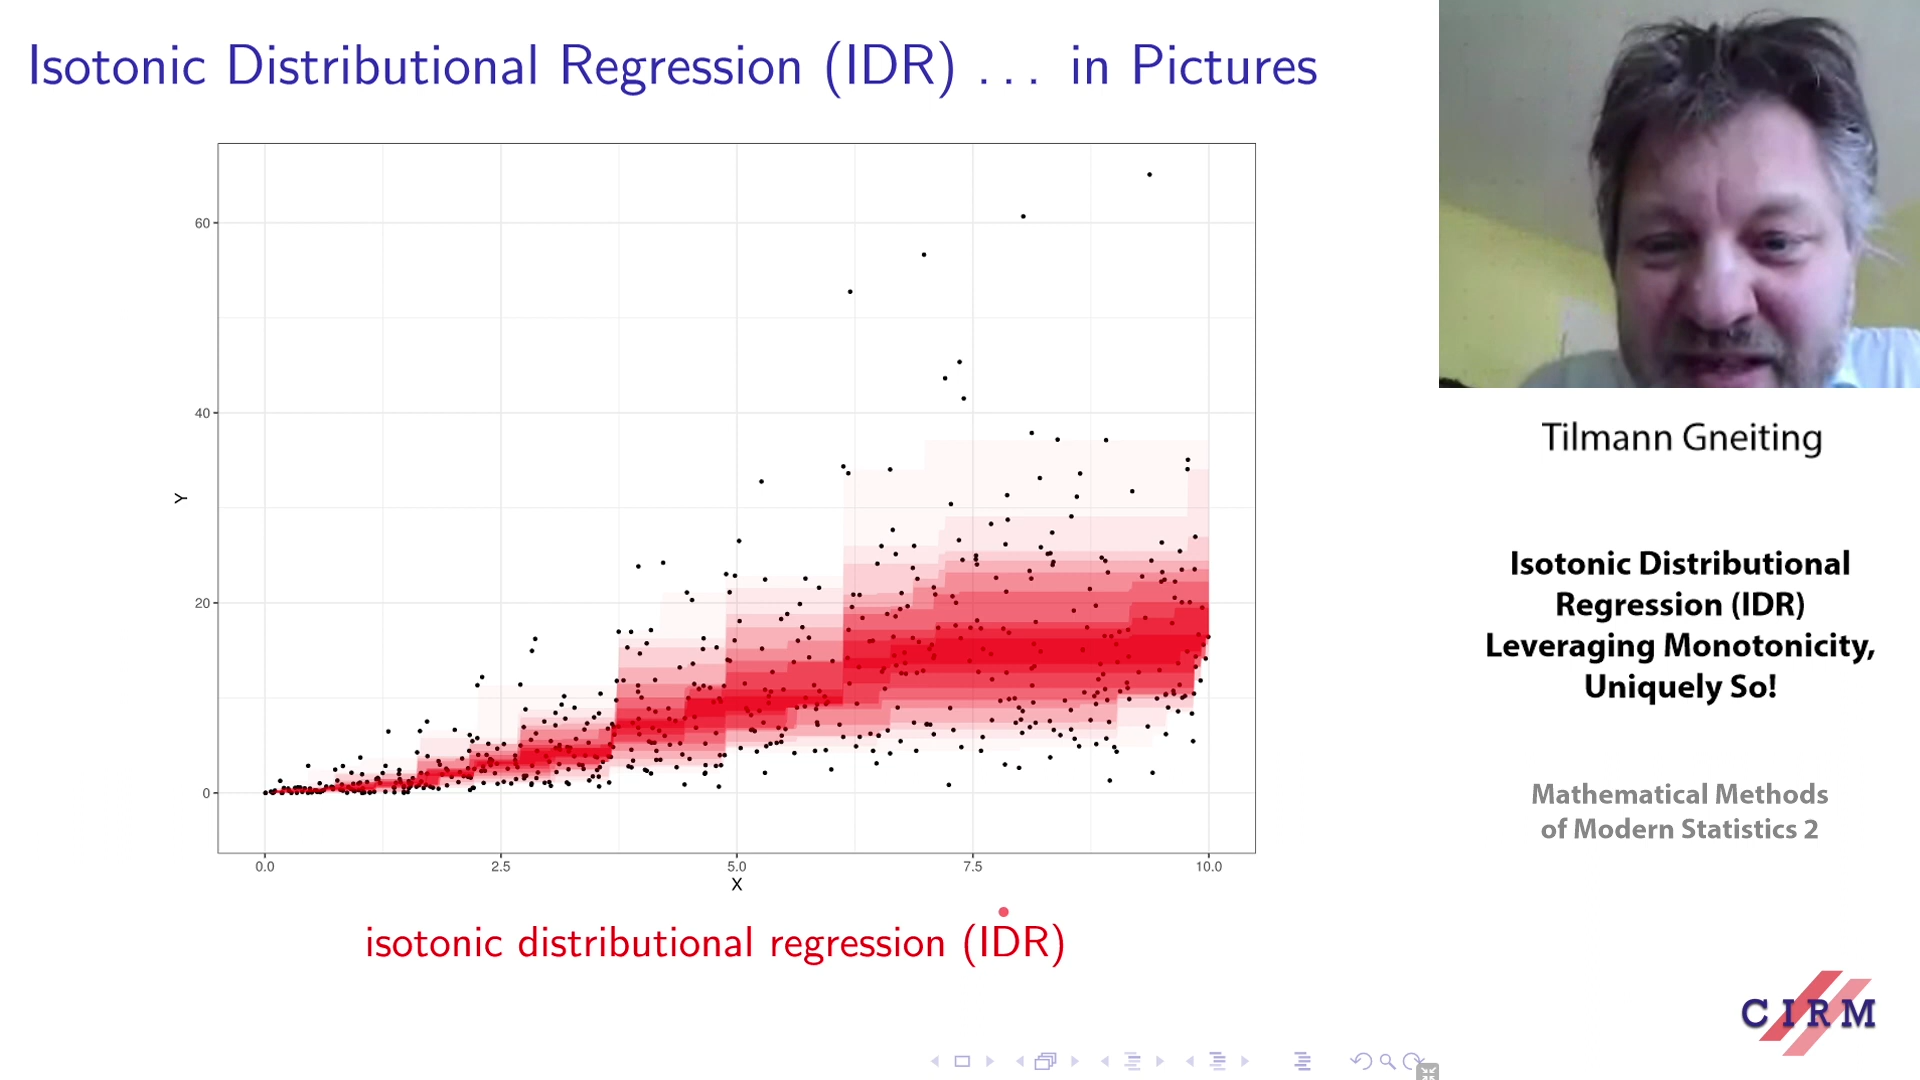 Isotonic Distributional Regression (IDR) ... in Pictures
60
40
Y
20
0
0.0 2.5 5.0 7.5 10.0
X
isotonic distributional regression (IDR)
Tilmann Gneiting
Isotonic Distributional
Regression (IDR)
Leveraging Monotonicity,
Uniquely So!
Mathematical Methods
of Modern Statistics 2
CIRM